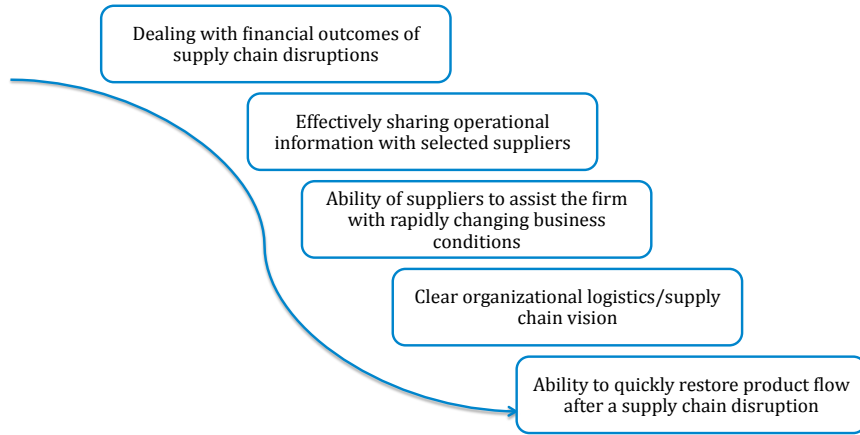 Dealing with financial outcomes of
supply chain disruptions
Effectively sharing operational
information with selected suppliers
Ability of suppliers to assist the firm
with rapidly changing business
conditions
Clear organizational logistics/supply
chain vision
Ability to quickly restore product flow
after a supply chain disruption